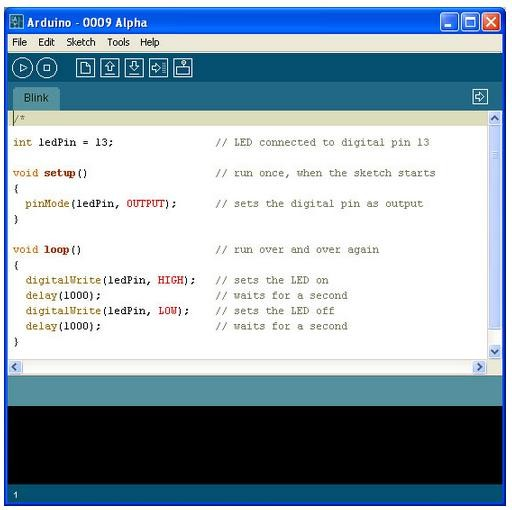 Arduino - 0009 Alpha
File Edit Sketch Tools Help
Blink
/*
int ledPin = 13; // LED connected to digital pin 13
void setup() // run once, when the sketch starts
{
pinMode(ledPin, OUTPUT); // sets the digital pin as output
}
void loop() // run over and over again
{
digitalWrite(ledPin, HIGH); // sets the LED on
delay(1000); // waits for a second
digitalWrite(ledPin, LOW); // sets the LED off
delay(1000); // waits for a second
}
1